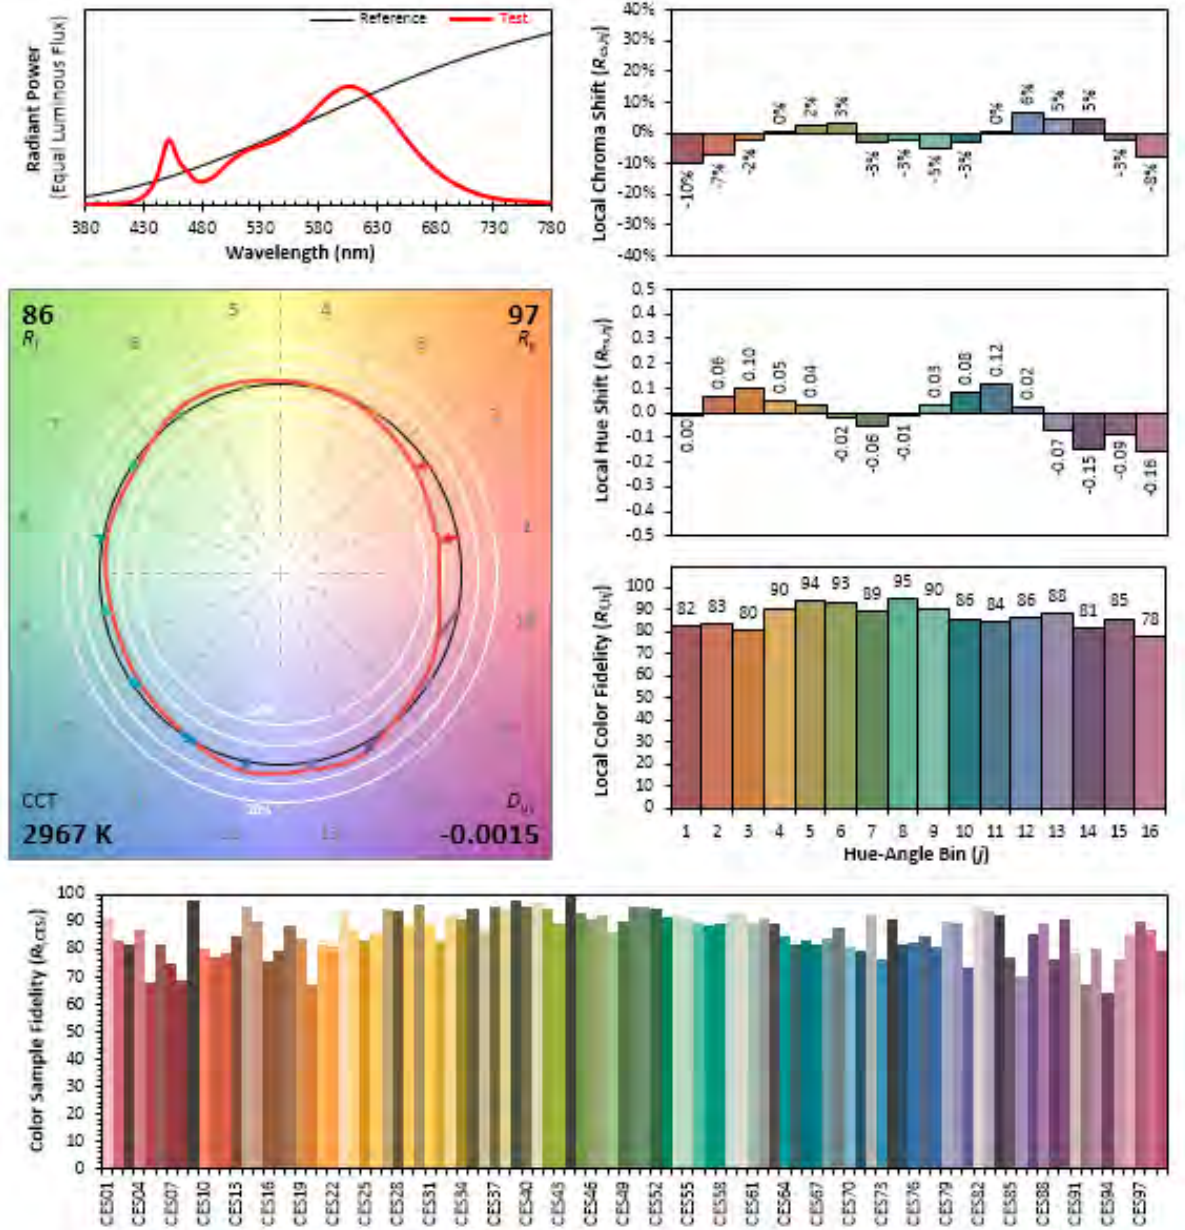 Reference
Test
Radiant Power
(Equal Luminous Flux)
380 430 480 530 580 630 680 730 780
Wavelength (nm)
Local Chroma Shift (Rcs,hj)
40%
30%
20%
10%
0%
-10%
-20%
-30%
-40%
-10% -7% -2% 0% 2% 3% -3% -3% -5% -3% 0% 6% 5% 5% -3% -8%
86
Rf
97
Rg
5 4
CCT
2967 K
Duv
-0.0015
-20%
Local Hue Shift (Rhs,hj)
0.5
0.4
0.3
0.2
0.1
0.0
-0.1
-0.2
-0.3
-0.4
-0.5
0.00 0.06 0.10 0.05 0.04 -0.02 -0.06 -0.01 0.03 0.08 0.12 0.02 -0.07 -0.15 -0.09 -0.16
Local Color Fidelity (Rf,hj)
100
90
80
70
60
50
40
30
20
10
0
82 83 80 90 94 93 89 95 90 86 84 86 88 81 85 78
1 2 3 4 5 6 7 8 9 10 11 12 13 14 15 16
Hue-Angle Bin (j)
Color Sample Fidelity (Rf,CESi)
100
90
80
70
60
50
40
30
20
10
0
CES01 CES04 CES07 CES10 CES13 CES16 CES19 CES22 CES25 CES28 CES31 CES34 CES37 CES40 CES43 CES46 CES49 CES52 CES55 CES58 CES61 CES64 CES67 CES70 CES73 CES76 CES79 CES82 CES85 CES88 CES91 CES94 CES97